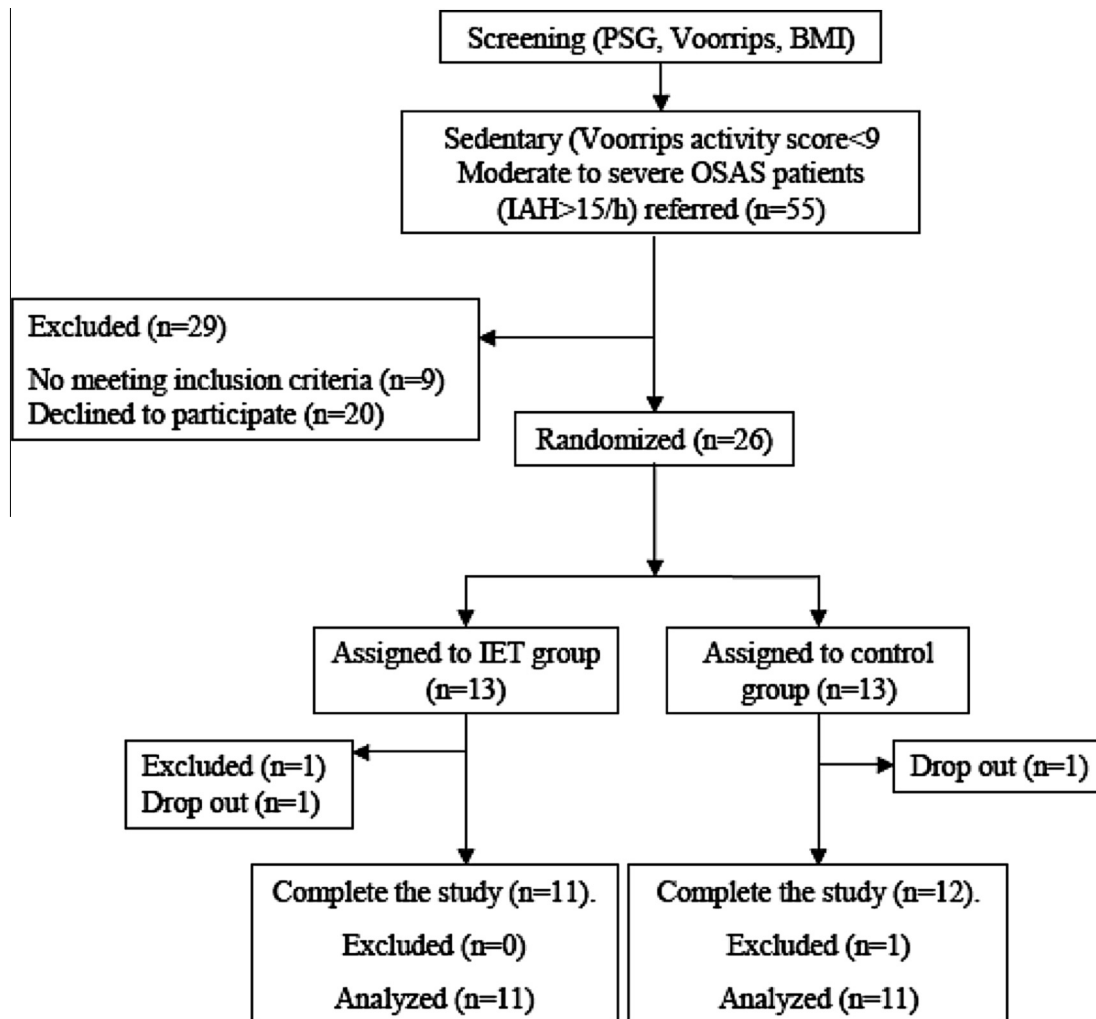 Screening (PSG, Voorrips, BMI)
Sedentary (Voorrips activity score<9
Moderate to severe OSAS patients
(IAH>15/h) referred (n=55)
Excluded (n=29)
No meeting inclusion criteria (n=9)
Declined to participate (n=20)
Randomized (n=26)
Assigned to IET group
(n=13)
Assigned to control
group (n=13)
Excluded (n=1)
Drop out (n=1)
Drop out (n=1)
Complete the study (n=11).
Excluded (n=0)
Analyzed (n=11)
Complete the study (n=12).
Excluded (n=1)
Analyzed (n=11)